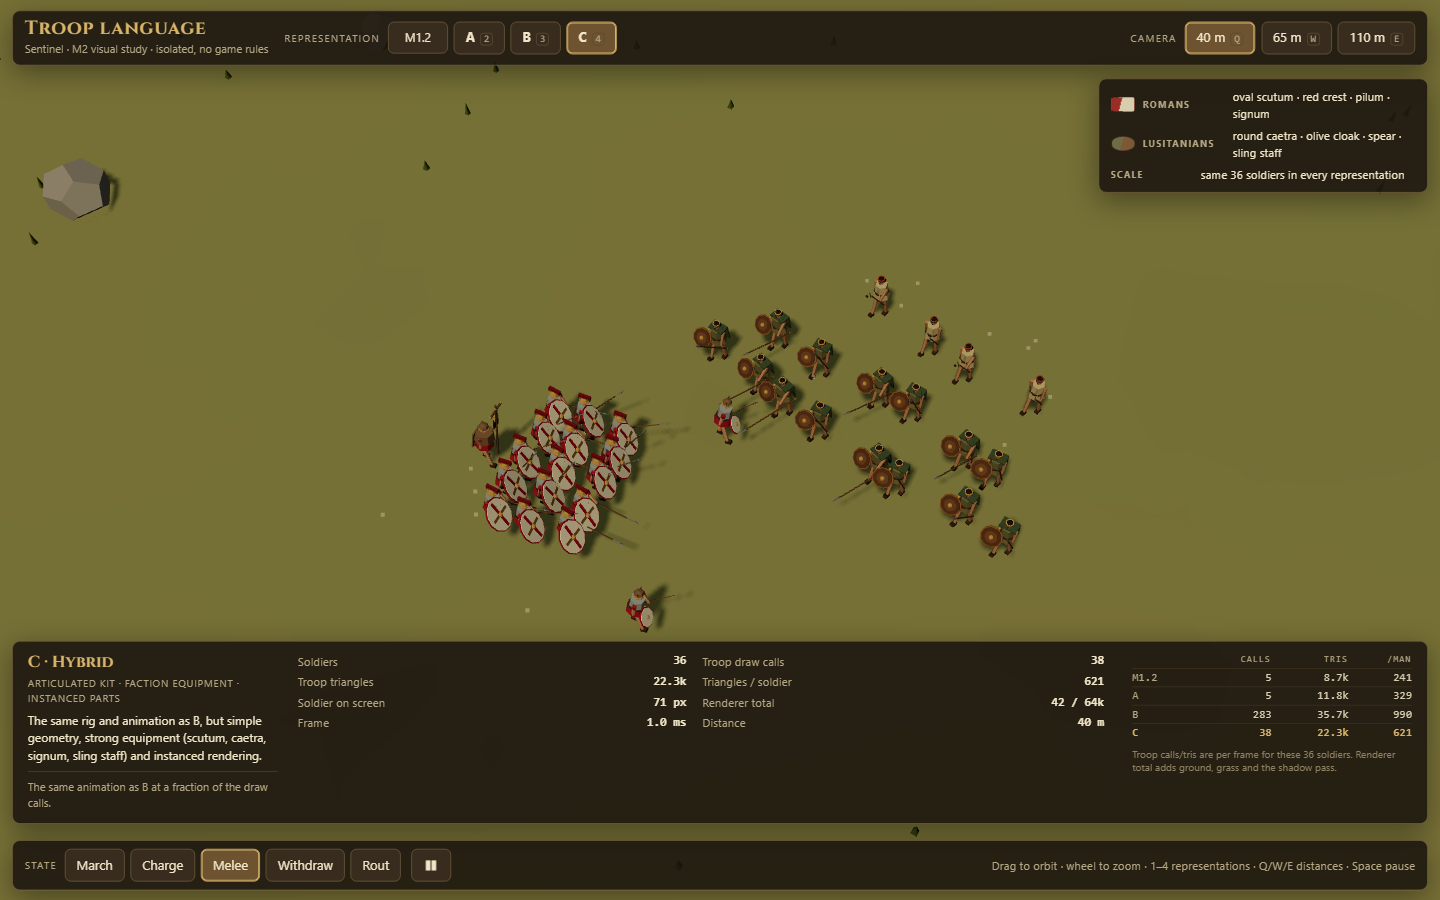 TROOP LANGUAGE
Sentinel · M2 visual study · isolated, no game rules
REPRESENTATION
M1.2
A 2
B 3
C 4
CAMERA
40 m Q
65 m W
110 m E
ROMANS
oval scutum · red crest · pilum ·
signum
LUSITANIANS
round caetra · olive cloak · spear ·
sling staff
SCALE
same 36 soldiers in every representation
C · HYBRID
ARTICULATED KIT · FACTION EQUIPMENT ·
INSTANCED PARTS
The same rig and animation as B, but simple
geometry, strong equipment (scutum, caetra,
signum, sling staff) and instanced rendering.
The same animation as B at a fraction of the draw
calls.
Soldiers 36
Troop triangles 22.3k
Soldier on screen 71 px
Frame 1.0 ms
Troop draw calls 38
Triangles / soldier 621
Renderer total 42 / 64k
Distance 40 m
CALLS TRIS /MAN
M1.2 5 8.7k 241
A 5 11.8k 329
B 283 35.7k 990
C 38 22.3k 621
Troop calls/tris are per frame for these 36 soldiers. Renderer
total adds ground, grass and the shadow pass.
STATE
March
Charge
Melee
Withdraw
Rout
Drag to orbit · wheel to zoom · 1–4 representations · Q/W/E distances · Space pause